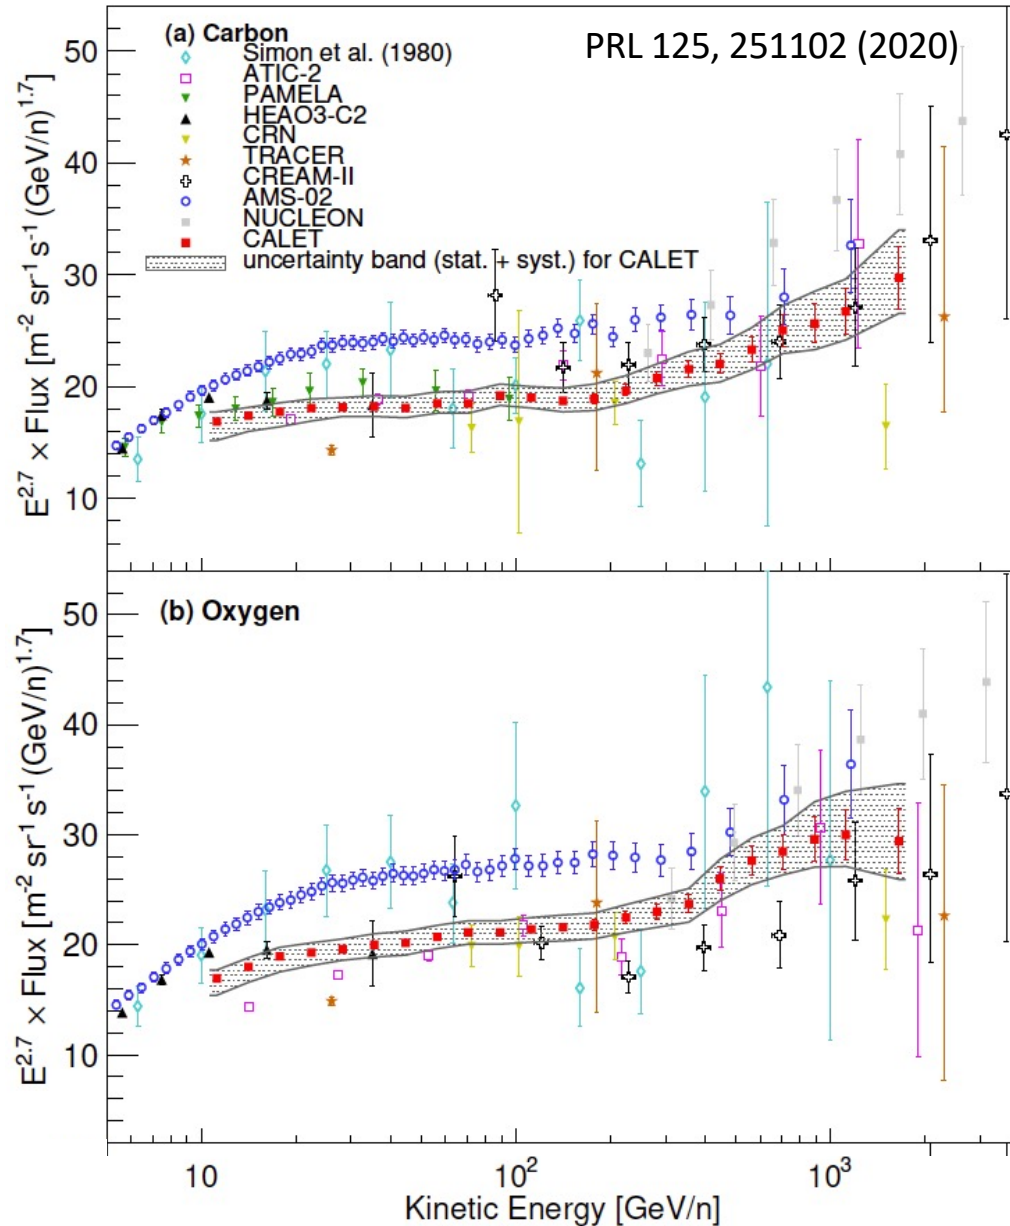 PRL 125, 251102 (2020)
(a) Carbon
Simon et al. (1980)
ATIC-2
PAMELA
HEAO3-C2
CRN
TRACER
CREAM-II
AMS-02
NUCLEON
CALET
uncertainty band (stat. + syst.) for CALET
E^2.7 × Flux [m^-2 sr^-1 s^-1 (GeV/n)^1.7]
50
40
30
20
10
(b) Oxygen
E^2.7 × Flux [m^-2 sr^-1 s^-1 (GeV/n)^1.7]
50
40
30
20
10
10 10^2 10^3
Kinetic Energy [GeV/n]